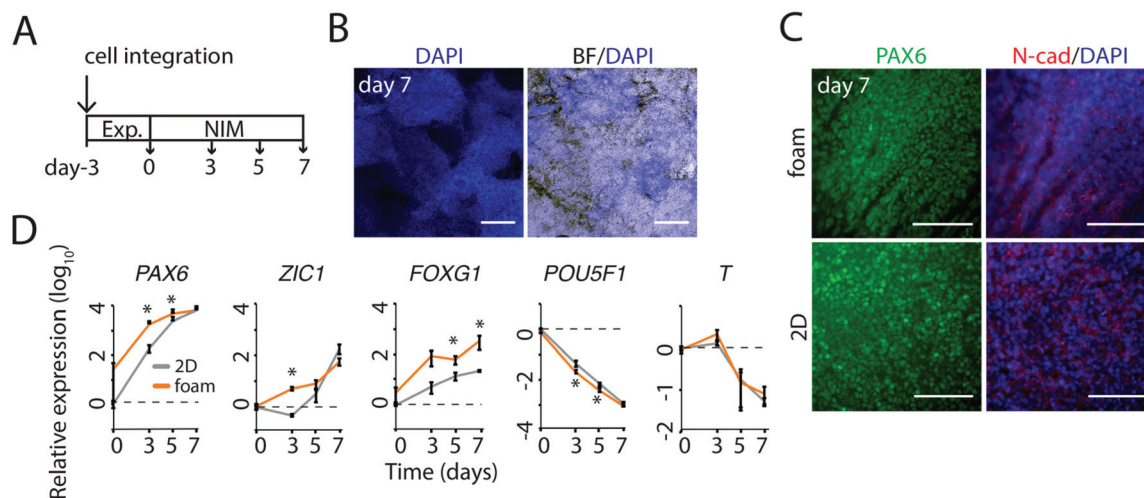 A
cell integration
Exp. NIM
day-3 0 3 5 7
B
DAPI BF/DAPI
day 7
C
PAX6 N-cad/DAPI
day 7
foam
2D
D
Relative expression (log10)
PAX6 ZIC1 FOXG1 POU5F1 T
4 4 4
* * * * * * *
2 2 2
2D
foam
0 0 0 0 0
-2 -1
-4 -2
0 3 5 7 0 3 5 7 0 3 5 7 0 3 5 7 0 3 5 7
Time (days)